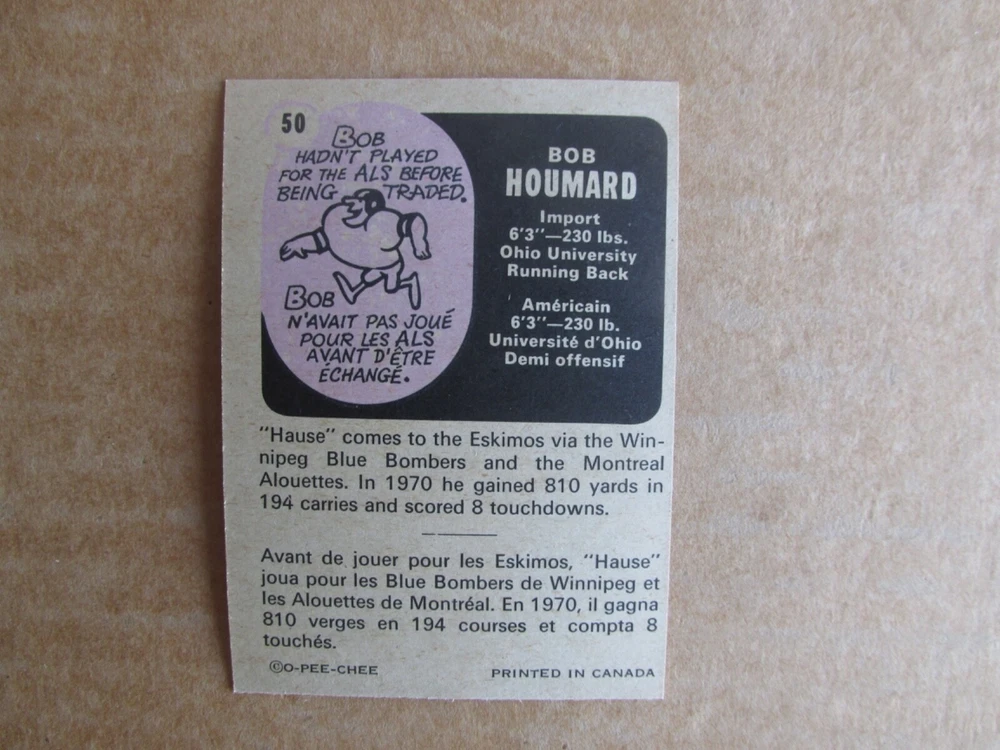 50
BOB
HADN'T PLAYED
FOR THE ALS BEFORE
BEING TRADED.
BOB
N'AVAIT PAS JOUÉ
POUR LES ALS
AVANT D'ÊTRE
ÉCHANGÉ.
BOB
HOUMARD
Import
6'3"—230 lbs.
Ohio University
Running Back
Américain
6'3"—230 lb.
Université d'Ohio
Demi offensif
"Hause" comes to the Eskimos via the Win-
nipeg Blue Bombers and the Montreal
Alouettes. In 1970 he gained 810 yards in
194 carries and scored 8 touchdowns.
Avant de jouer pour les Eskimos, "Hause"
joua pour les Blue Bombers de Winnipeg et
les Alouettes de Montréal. En 1970, il gagna
810 verges en 194 courses et compta 8
touchés.
©O-PEE-CHEE PRINTED IN CANADA